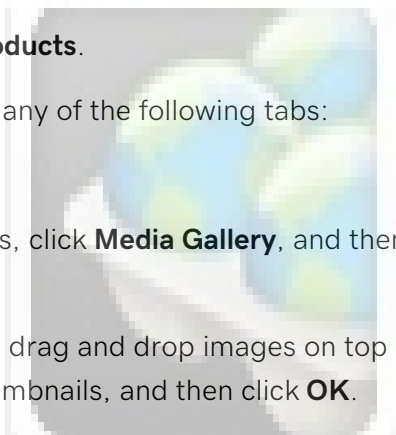 oducts.
any of the following tabs:
s, click Media Gallery, and then
drag and drop images on top
mbnails, and then click OK.